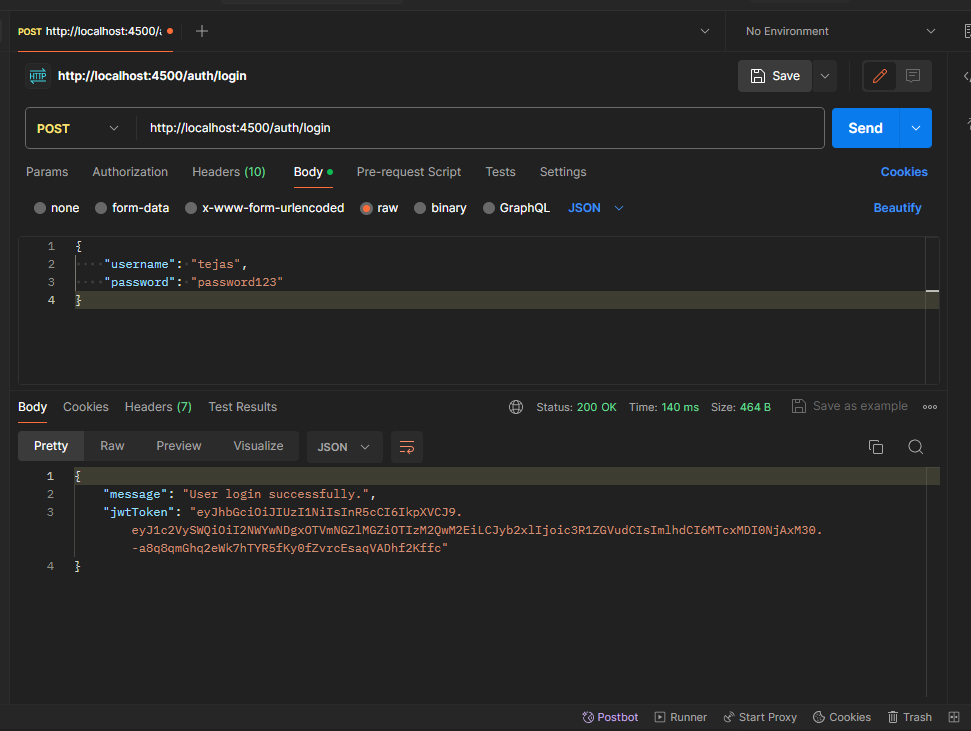 POST http://localhost:4500/a
No Environment
HTTP http://localhost:4500/auth/login
Save
POST http://localhost:4500/auth/login
Send
Params Authorization Headers (10) Body Pre-request Script Tests Settings Cookies
none form-data x-www-form-urlencoded raw binary GraphQL JSON Beautify
1 {
2 "username": "tejas",
3 "password": "password123"
4 }
Body Cookies Headers (7) Test Results Status: 200 OK Time: 140 ms Size: 464 B Save as example
Pretty Raw Preview Visualize JSON
1 {
2 "message": "User login successfully.",
3 "jwtToken": "eyJhbGciOiJIUzI1NiIsInR5cCI6IkpXVCJ9.
eyJ1c2VySWQiOiI2NWYwNDgxOTVmNGZlMGZiOTIzM2QwM2EiLCJyb2xlIjoic3R1ZGVudCIsImlhdCI6MTcxMDI0NjAxM30.
-a8q8qmGhq2eWk7hTYR5fKy0fZvrcEsaqVADhf2Kffc"
4 }
Postbot Runner Start Proxy Cookies Trash